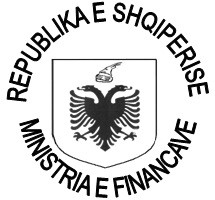 REPUBLIKA E SHQIPERISE
MINISTRIA E FINANCAVE